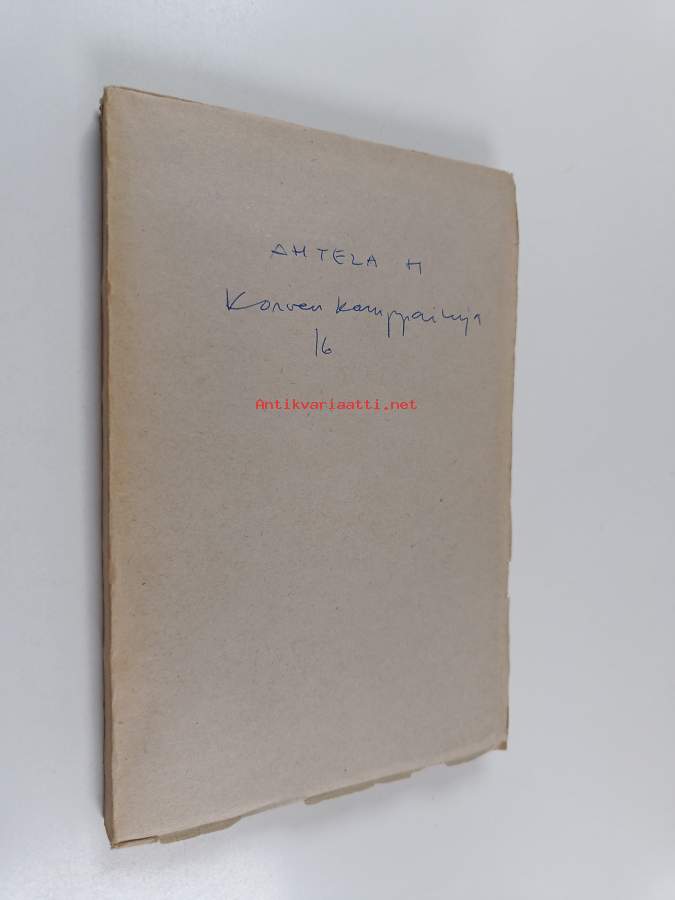 AHTELA H
Korven kamppailuja
16
Antikvariaatti.net